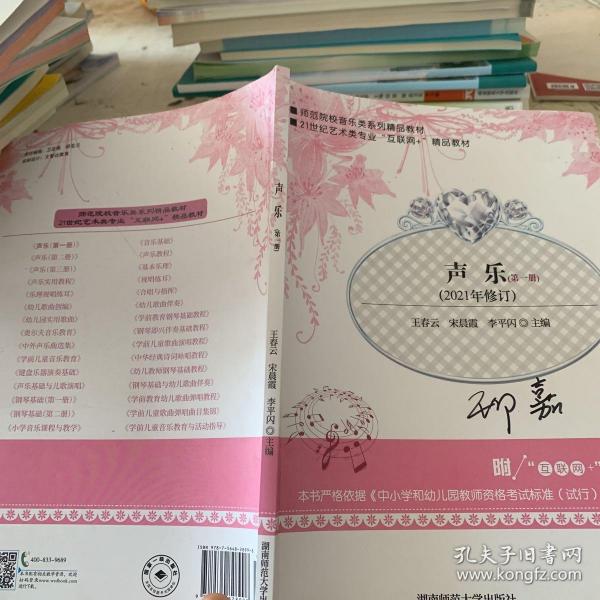 师范院校音乐类系列精品教材
21世纪艺术类专业"互联网+"精品教材
声乐(第一册)
(2021年修订)
王春云 宋晨霞 李平闪◎主编
附/"互联网+"
本书严格依据《中小学和幼儿园教师资格考试标准(试行)
湖南师范大学出版社
声乐(第一册)
王春云 宋晨霞 李平闪◎主编
湖南师范大学出
师范院校音乐类系列精品教材
21世纪艺术类专业"互联网+"精品教材
《声乐(第一册)》
《声乐(第二册)》
《声乐(第三册)》
《声乐实用教程》
《乐理视唱练耳》
《幼儿歌曲创编》
《幼儿园实用歌曲》
《奥尔夫音乐教育》
《中外声乐曲选集》
《学前儿童音乐教育》
《键盘乐器演奏基础》
《声乐基础与儿歌演唱》
《钢琴基础(第一册)》
《钢琴基础(第二册)》
《小学音乐课程与教学》
《音乐基础》
《声乐教程》
《基本乐理》
《视唱练耳》
《合唱与指挥》
《幼儿歌曲伴奏》
《学前教育钢琴基础教程》
《钢琴即兴伴奏基础教程》
《学前儿童歌曲演唱教程》
《中华经典诗词吟唱教程》
《幼儿教师钢琴基础教程》
《钢琴基础与幼儿歌曲伴奏》
《学前教育幼儿歌曲弹唱教程》
《学前儿童歌曲弹唱曲目集锦》
《学前儿童音乐教育与活动指导》
400-833-9689
孔夫子旧书网
www.kongfz.com